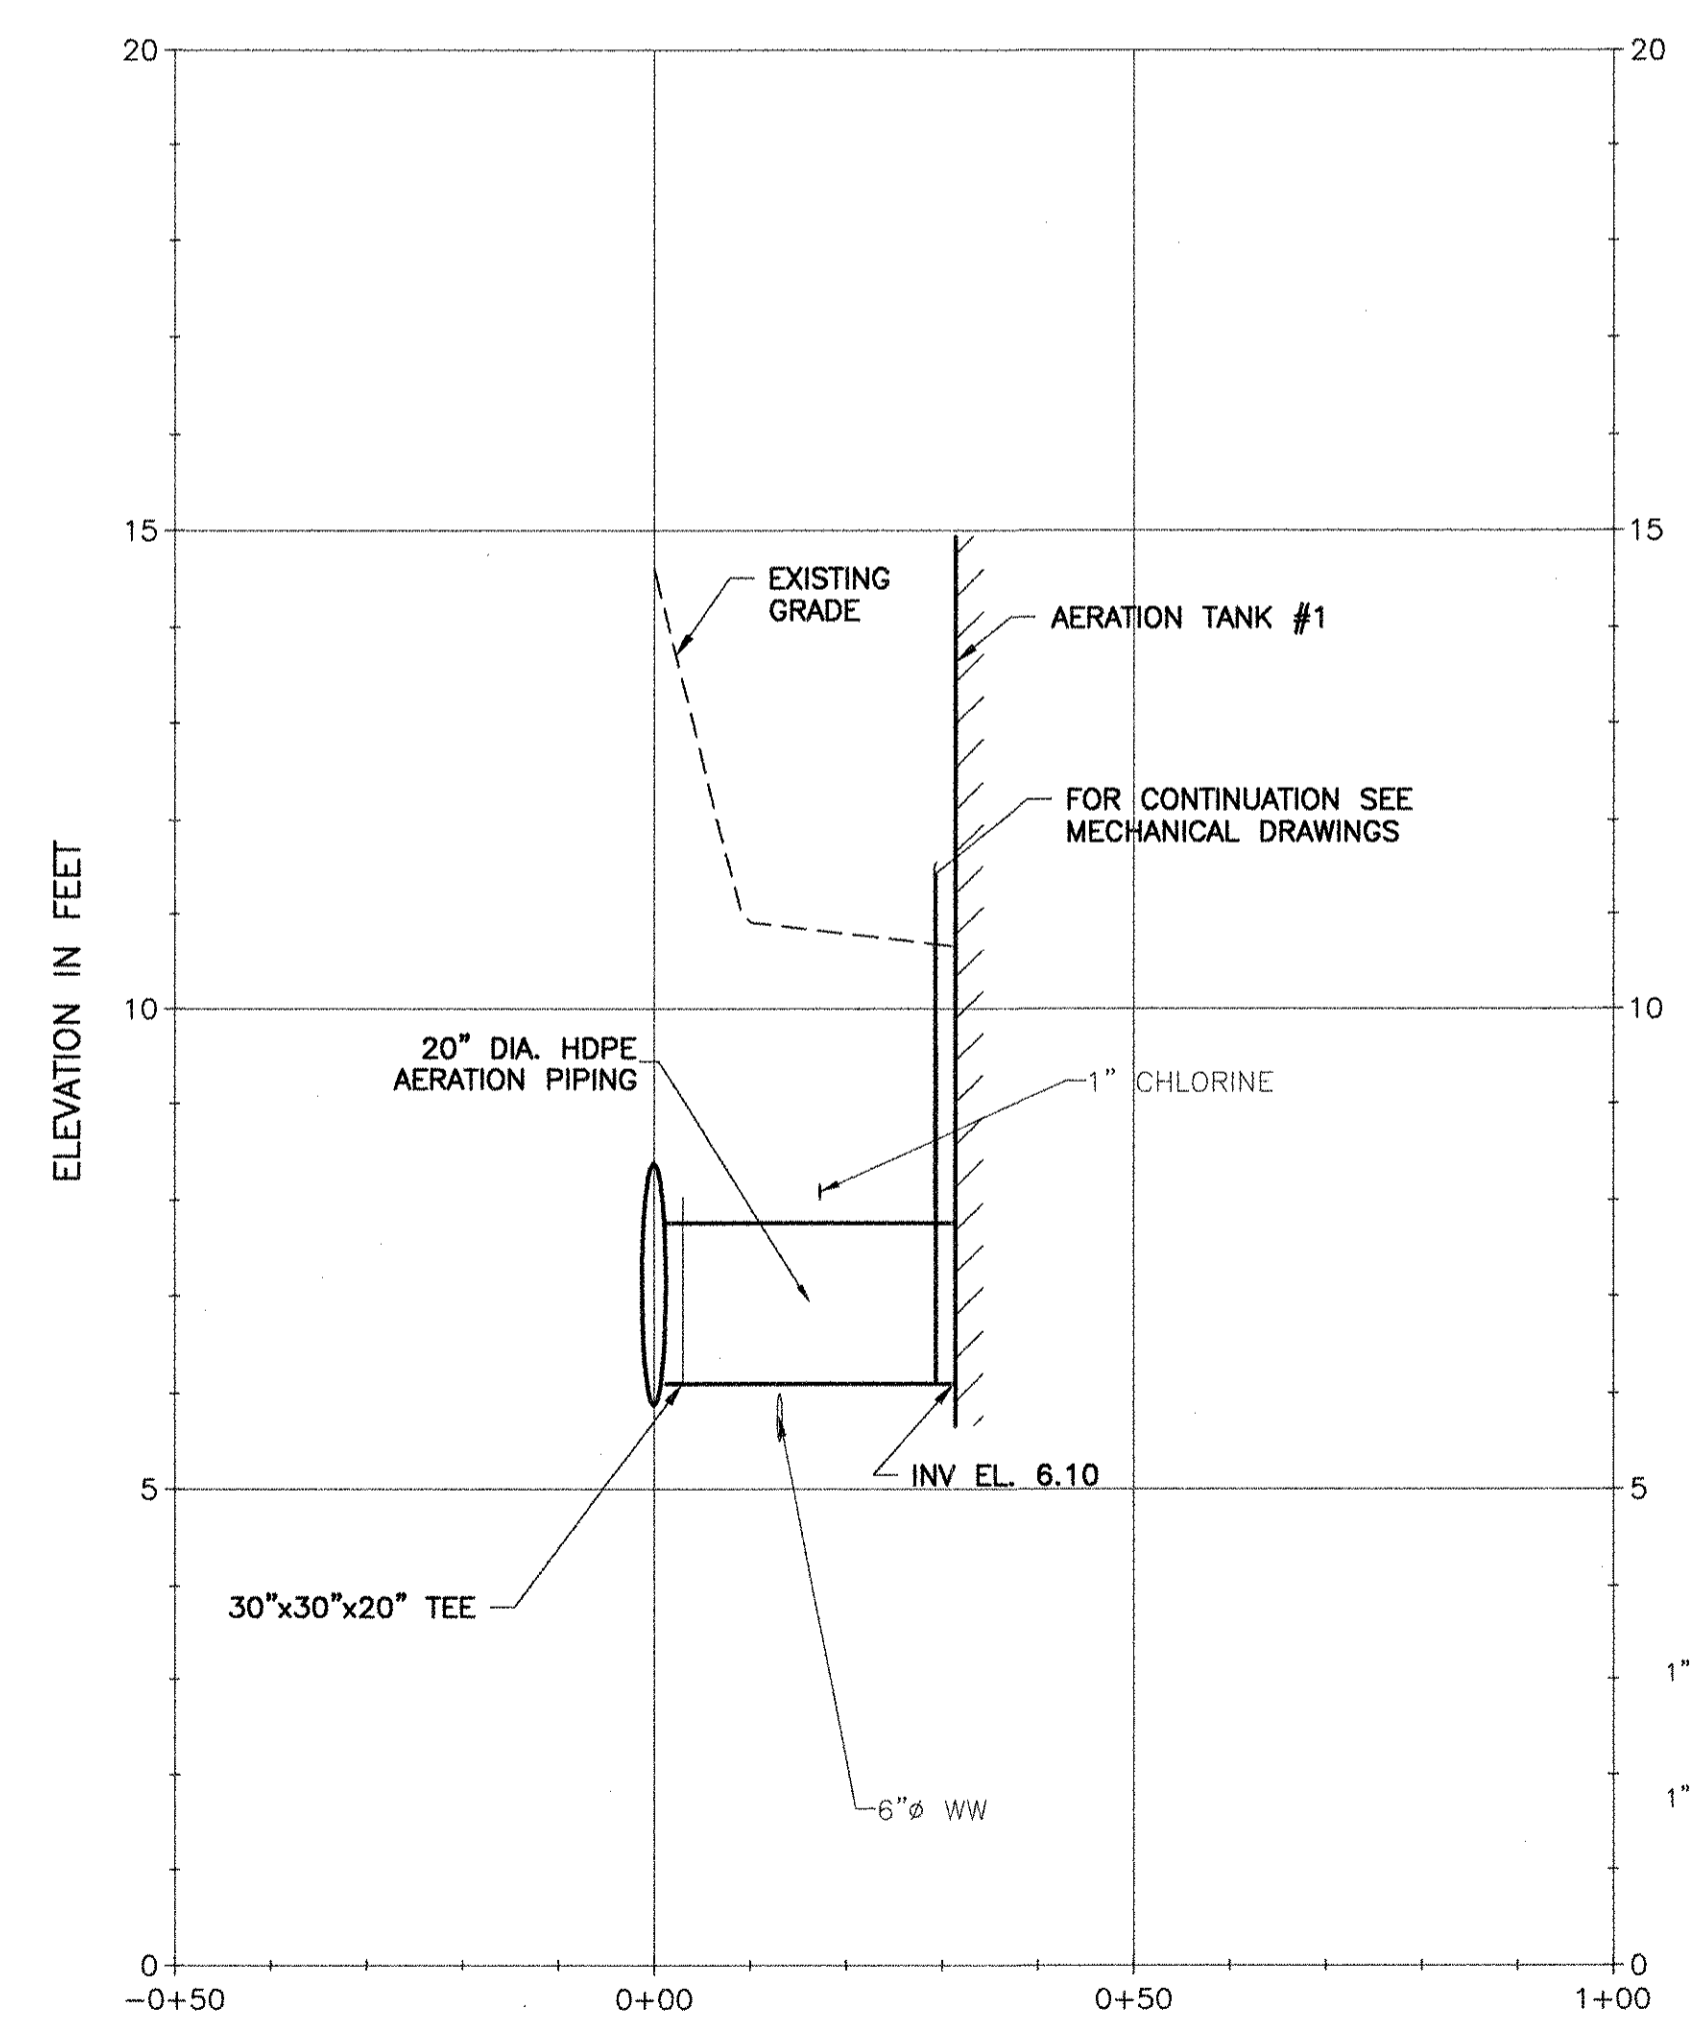 20
20
15
15
EXISTING
GRADE
AERATION TANK #1
FOR CONTINUATION SEE
MECHANICAL DRAWINGS
ELEVATION IN FEET
10
10
20" DIA. HDPE
AERATION PIPING
1" CHLORINE
INV EL. 6.10
5
5
30"x30"x20" TEE
1"
1"
6"ø WW
0
0
-0+50
0+00
0+50
1+00